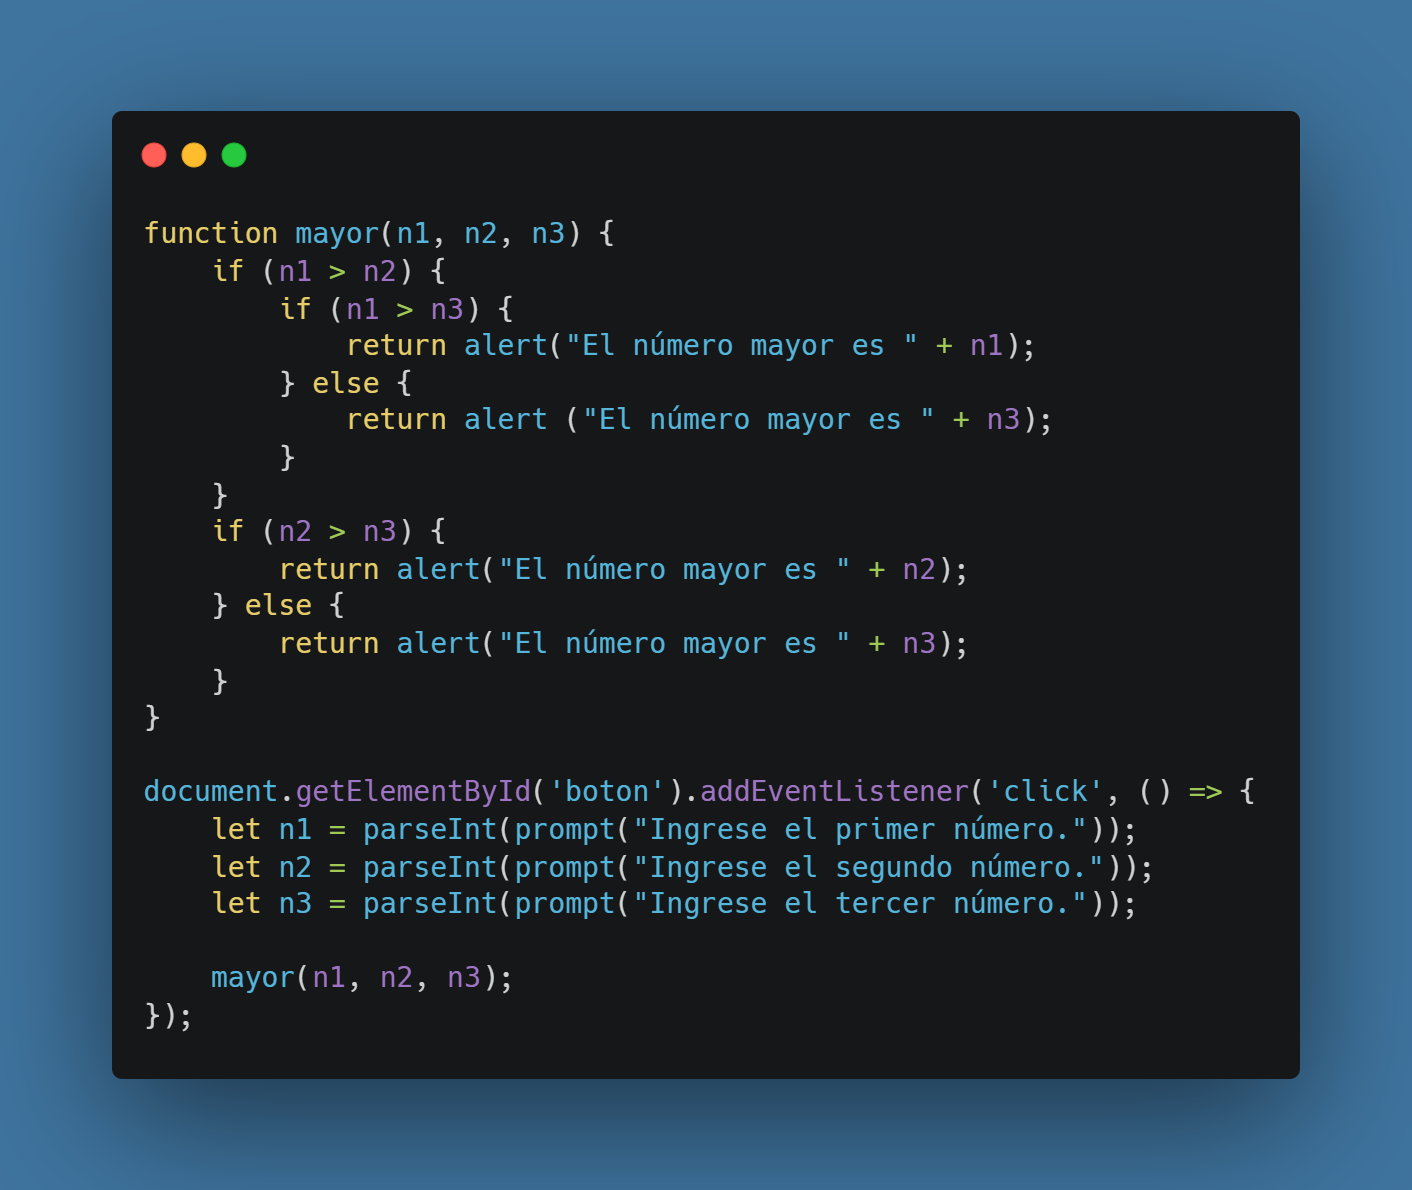 function mayor(n1, n2, n3) {
    if (n1 > n2) {
        if (n1 > n3) {
            return alert("El número mayor es " + n1);
        } else {
            return alert ("El número mayor es " + n3);
        }
    }
    if (n2 > n3) {
        return alert("El número mayor es " + n2);
    } else {
        return alert("El número mayor es " + n3);
    }
}

document.getElementById('boton').addEventListener('click', () => {
    let n1 = parseInt(prompt("Ingrese el primer número."));
    let n2 = parseInt(prompt("Ingrese el segundo número."));
    let n3 = parseInt(prompt("Ingrese el tercer número."));

    mayor(n1, n2, n3);
});